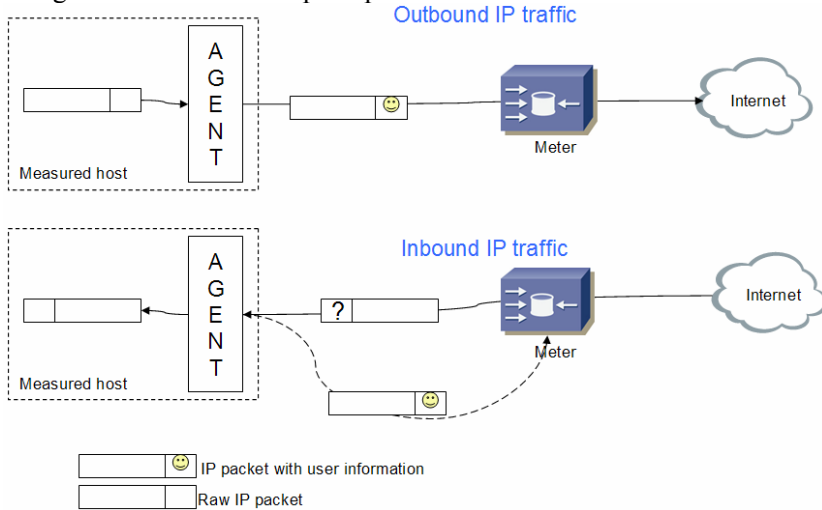 Outbound IP traffic
A
G
E
N
T
Measured host
Meter
Internet
Inbound IP traffic
A
G
E
N
T
?
Measured host
Meter
Internet
IP packet with user information
Raw IP packet